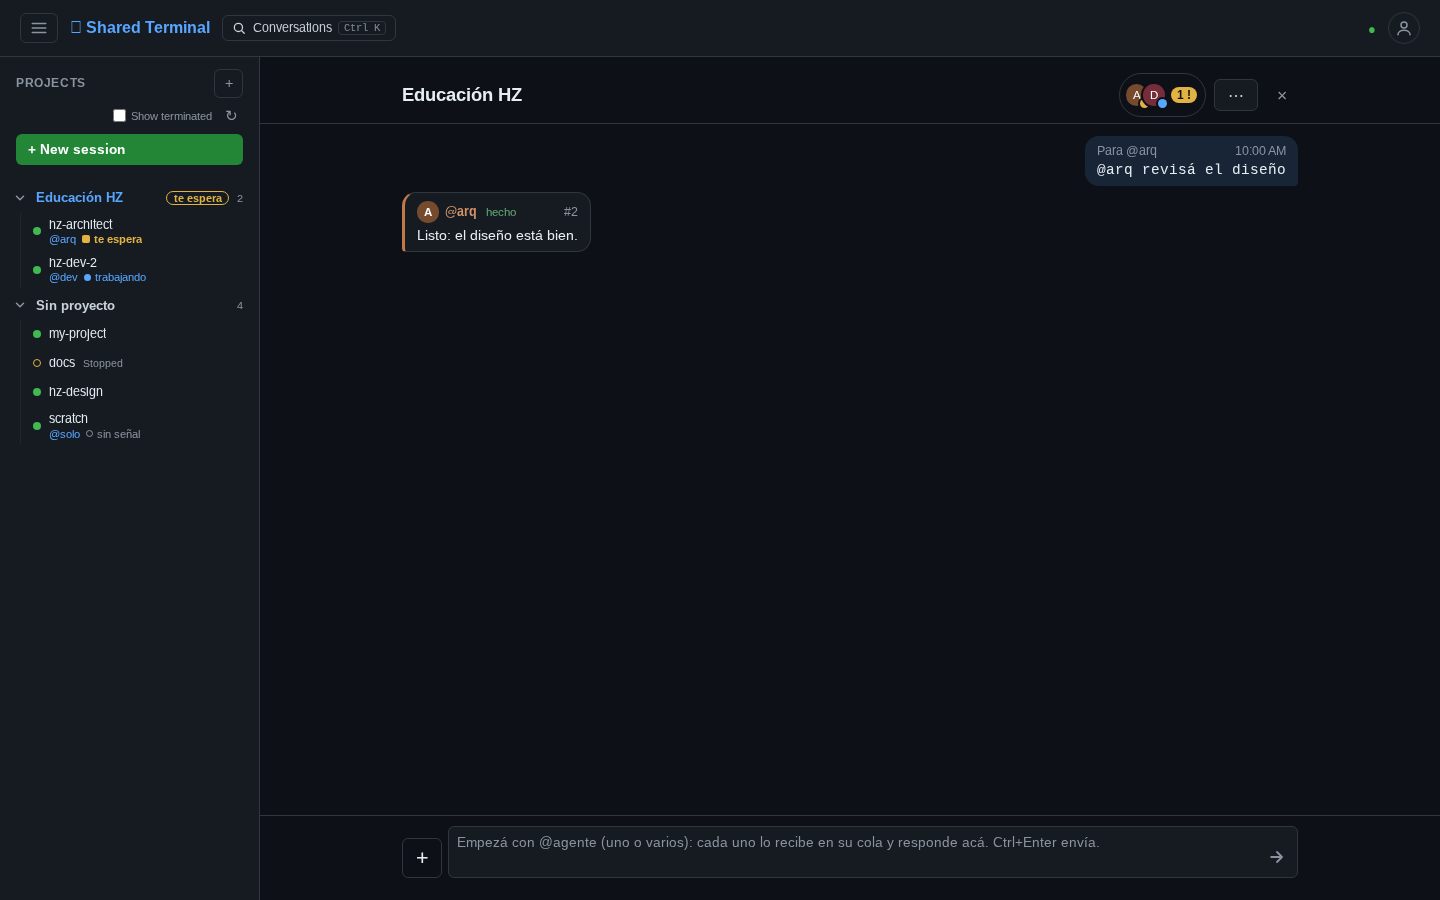 Shared Terminal
Conversations Ctrl K
PROJECTS
+
Show terminated ↻
+ New session
Educación HZ te espera 2
hz-architect
@arq te espera
hz-dev-2
@dev trabajando
Sin proyecto 4
my-project
docs Stopped
hz-design
scratch
@solo sin señal
Educación HZ
A D 1 ! ⋯ ×
Para @arq 10:00 AM
@arq revisá el diseño
A @arq hecho #2
Listo: el diseño está bien.
+
Empezá con @agente (uno o varios): cada uno lo recibe en su cola y responde acá. Ctrl+Enter envía.